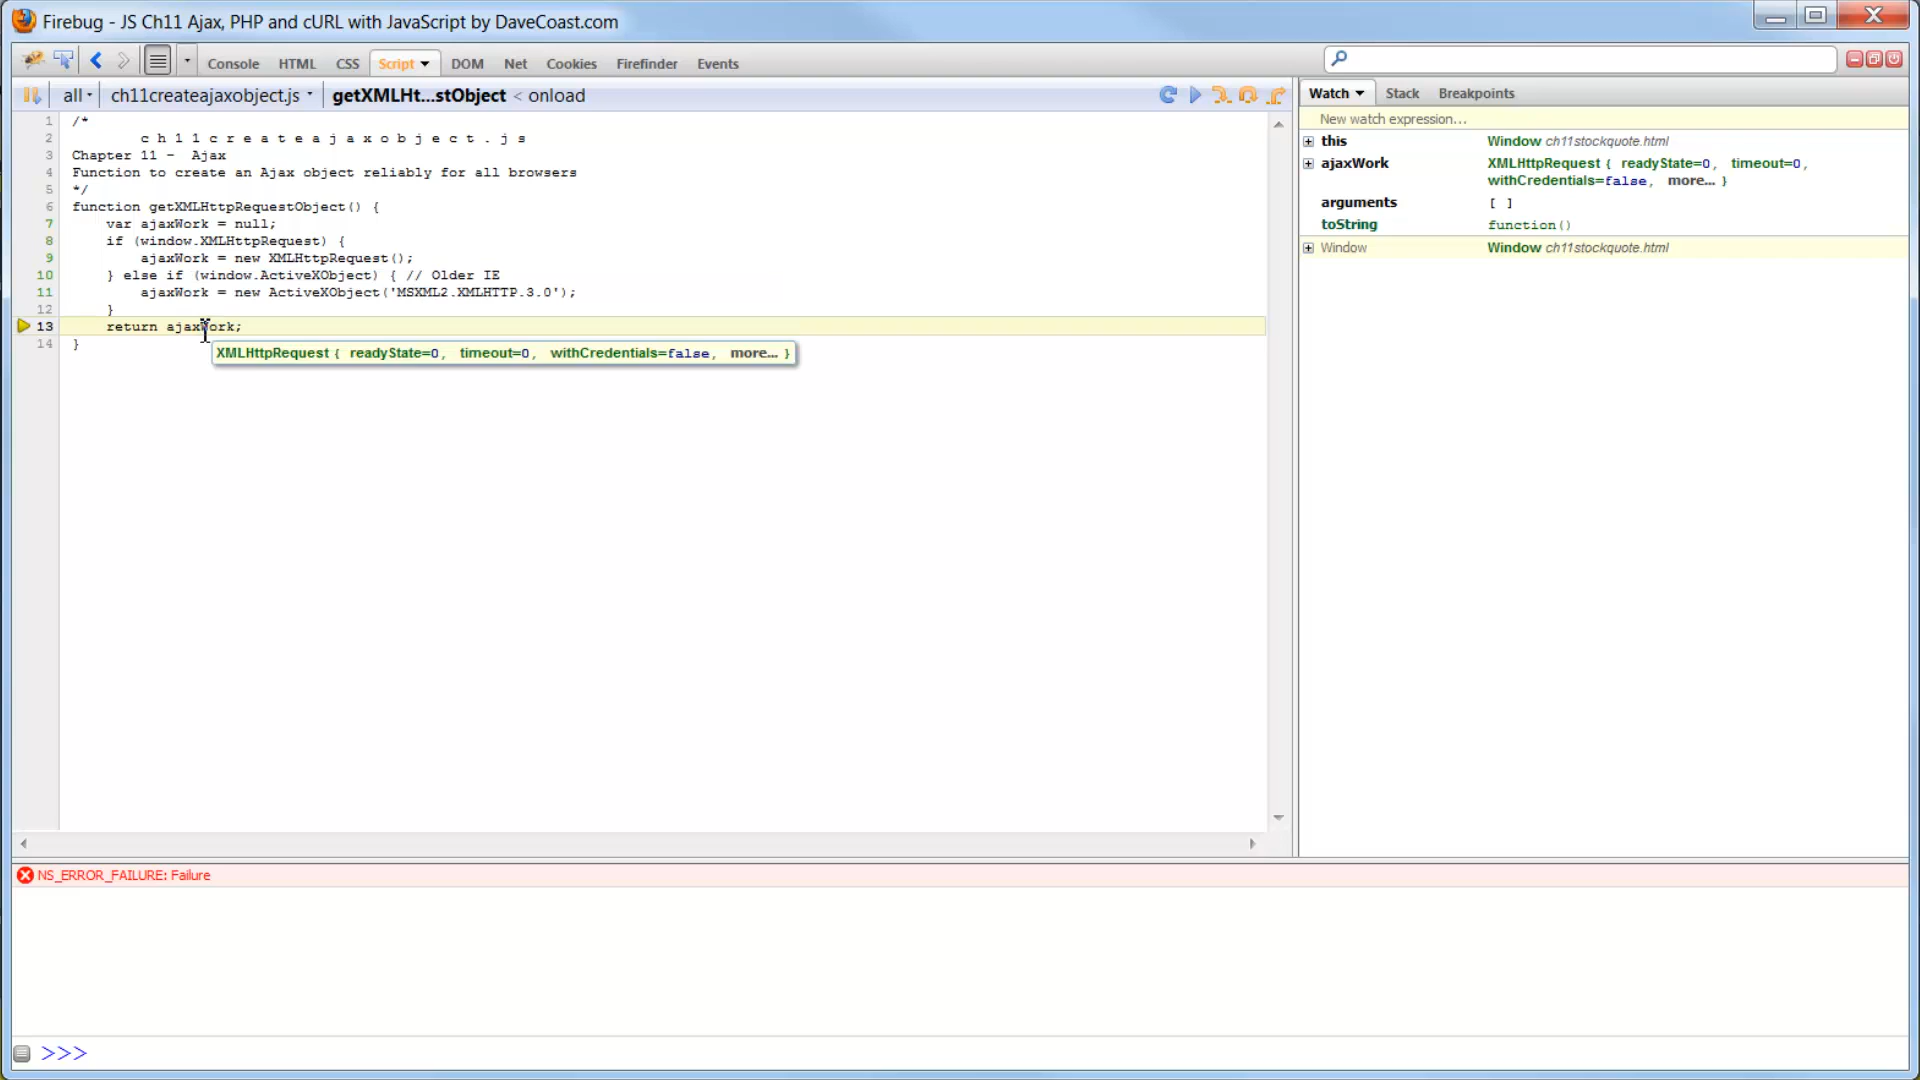 Firebug - JS Ch11 Ajax, PHP and cURL with JavaScript by DaveCoast.com
Console HTML CSS Script DOM Net Cookies Firefinder Events
all ch11createajaxobject.js getXMLHt...stObject < onload
Watch Stack Breakpoints
1 /*
2 c h 1 1 c r e a t e a j a x o b j e c t . j s
3 Chapter 11 - Ajax
4 Function to create an Ajax object reliably for all browsers
5 */
6 function getXMLHttpRequestObject() {
7 var ajaxWork = null;
8 if (window.XMLHttpRequest) {
9 ajaxWork = new XMLHttpRequest();
10 } else if (window.ActiveXObject) { // Older IE
11 ajaxWork = new ActiveXObject('MSXML2.XMLHTTP.3.0');
12 }
13 return ajaxWork;
14 }
XMLHttpRequest { readyState=0, timeout=0, withCredentials=false, more... }
New watch expression...
this Window ch11stockquote.html
ajaxWork XMLHttpRequest { readyState=0, timeout=0,
withCredentials=false, more... }
arguments [ ]
toString function()
Window Window ch11stockquote.html
NS_ERROR_FAILURE: Failure
>>>